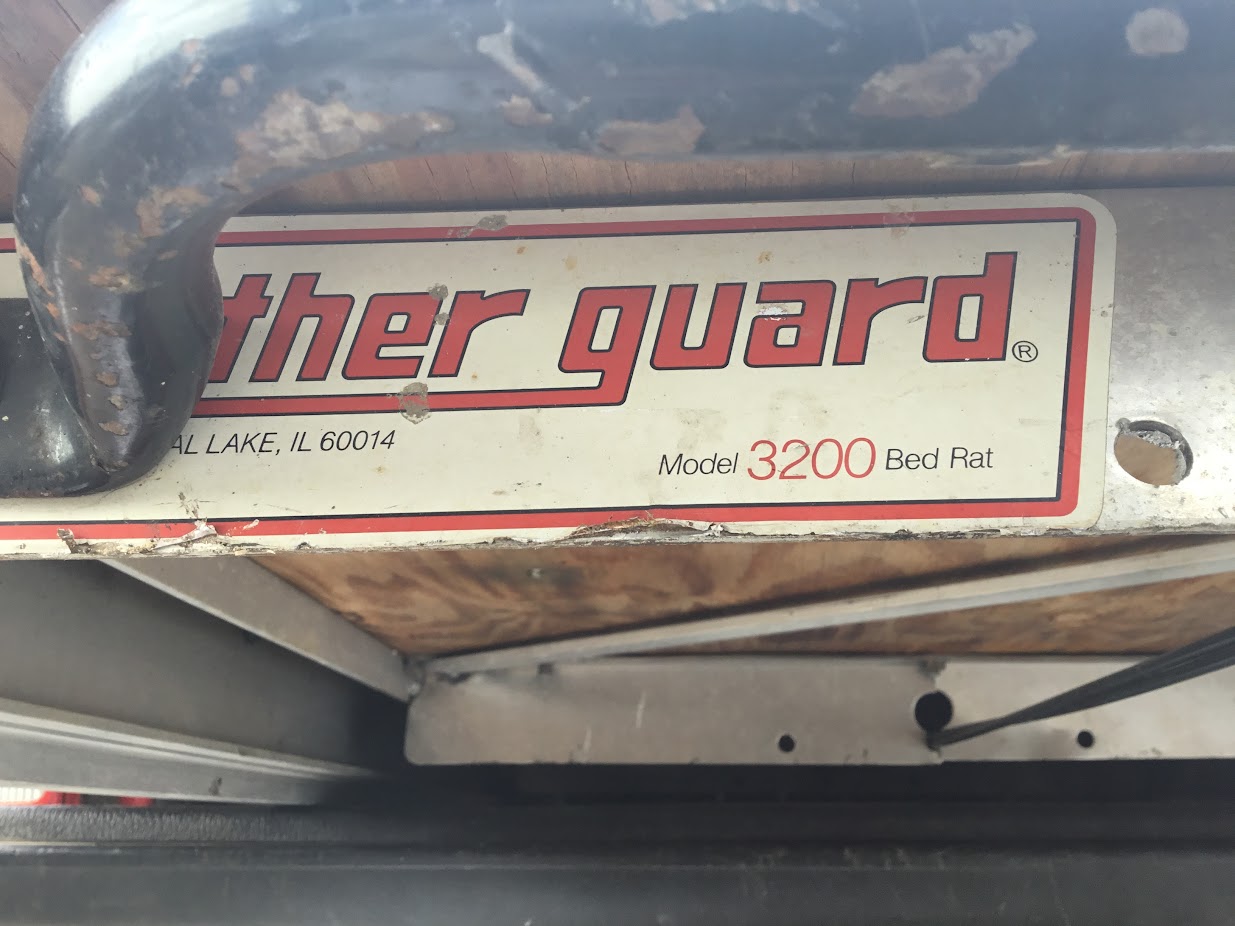 ther guard ®
AL LAKE, IL 60014
Model 3200 Bed Rat